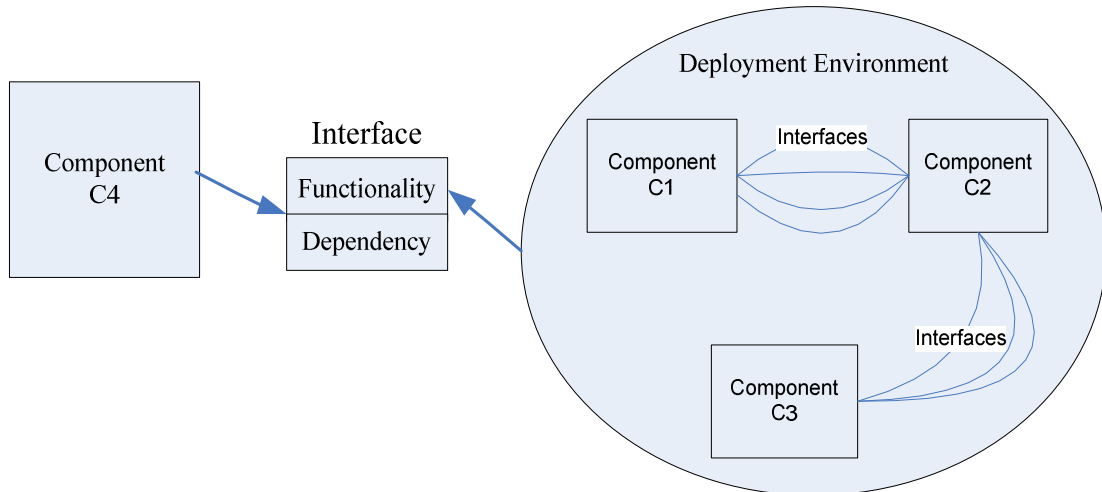 Component
C4
Interface
Functionality
Dependency
Deployment Environment
Component
C1
Interfaces
Component
C2
Interfaces
Component
C3